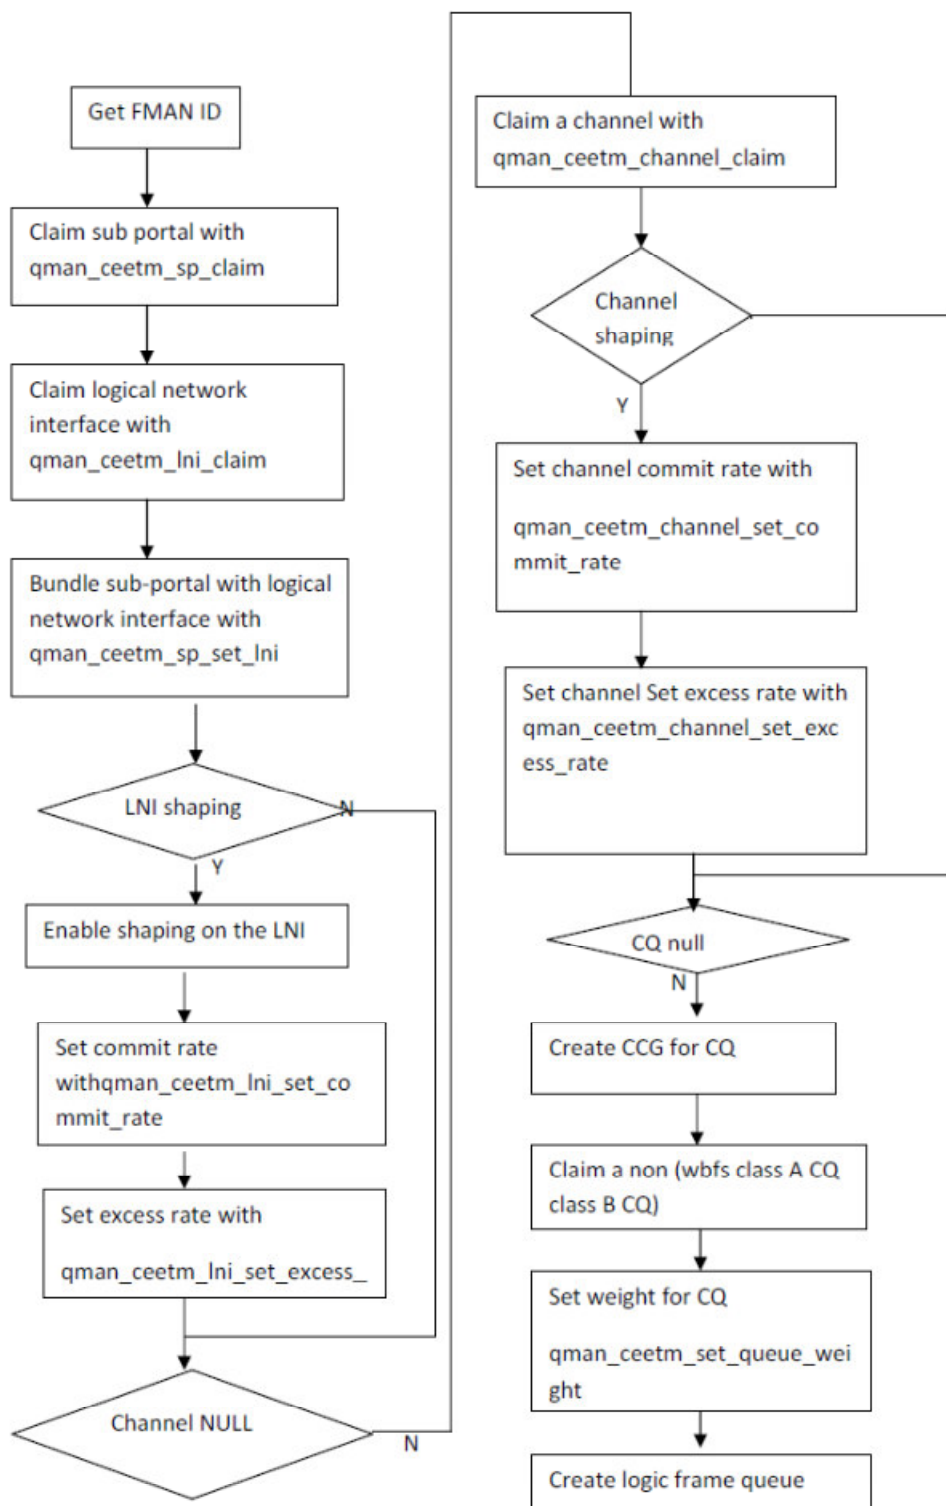 Get FMAN ID
Claim sub portal with
qman_ceetm_sp_claim
Claim logical network
interface with
qman_ceetm_lni_claim
Bundle sub-portal with logical
network interface with
qman_ceetm_sp_set_lni
LNI shaping
N
Y
Enable shaping on the LNI
Set commit rate
withqman_ceetm_lni_set_co
mmit_rate
Set excess rate with
qman_ceetm_lni_set_excess_
Channel NULL
N
Claim a channel with
qman_ceetm_channel_claim
Channel
shaping
Y
Set channel commit rate with
qman_ceetm_channel_set_co
mmit_rate
Set channel Set excess rate with
qman_ceetm_channel_set_exc
ess_rate
CQ null
N
Create CCG for CQ
Claim a non (wbfs class A CQ
class B CQ)
Set weight for CQ
qman_ceetm_set_queue_wei
ght
Create logic frame queue